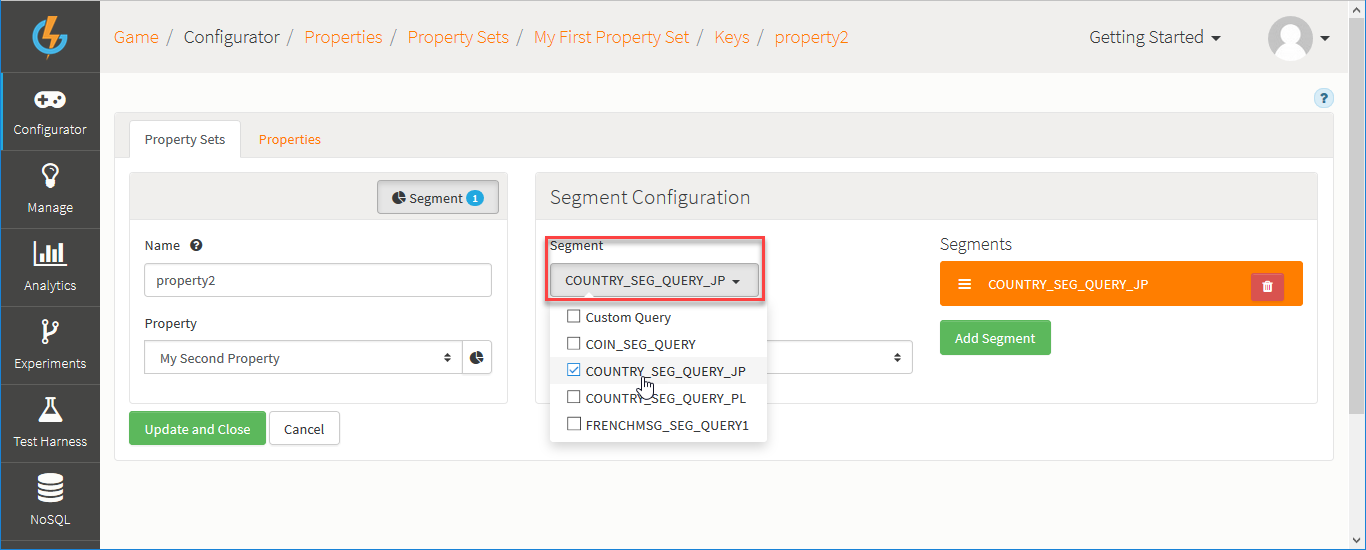 Game / Configurator / Properties / Property Sets / My First Property Set / Keys / property2
Getting Started
Configurator
Manage
Analytics
Experiments
Test Harness
NoSQL
?
Property Sets
Properties
Segment 1
Name ?
property2
Property
My Second Property
Update and Close
Cancel
Segment Configuration
Segment
COUNTRY_SEG_QUERY_JP
Custom Query
COIN_SEG_QUERY
COUNTRY_SEG_QUERY_JP
COUNTRY_SEG_QUERY_PL
FRENCHMSG_SEG_QUERY1
Segments
COUNTRY_SEG_QUERY_JP
Add Segment